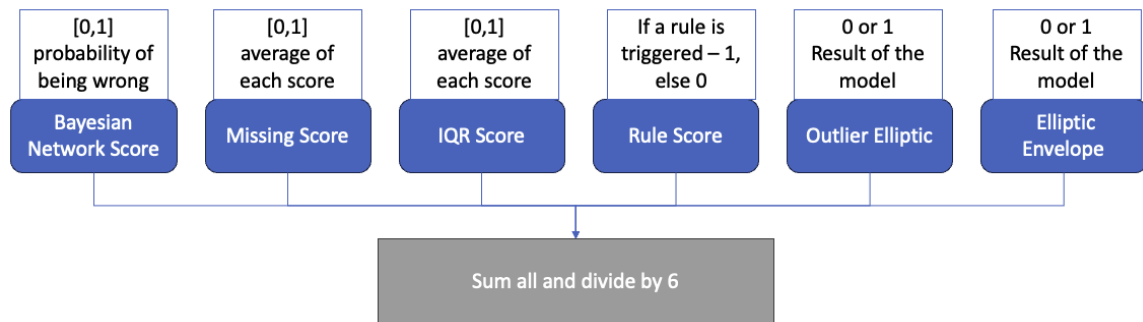 [0,1]
probability of
being wrong
Bayesian
Network Score
[0,1]
average of
each score
Missing Score
[0,1]
average of
each score
IQR Score
If a rule is
triggered – 1,
else 0
Rule Score
0 or 1
Result of the
model
Outlier Elliptic
0 or 1
Result of the
model
Elliptic
Envelope
Sum all and divide by 6